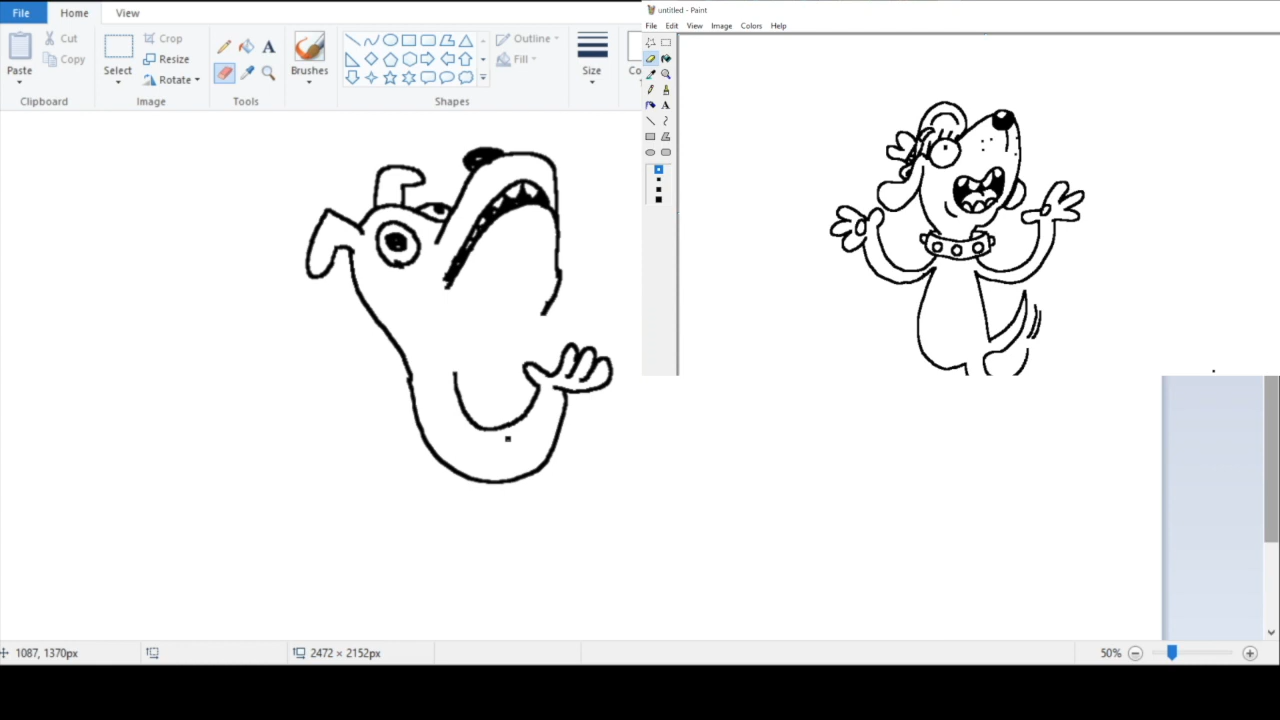 File Home View
Paste
Cut
Copy
Clipboard
Select
Crop
Resize
Rotate
Image
A
Tools
Brushes
Outline
Fill
Shapes
Size
Co
untitled - Paint
File Edit View Image Colors Help
A
1087, 1370px
2472 × 2152px
50%